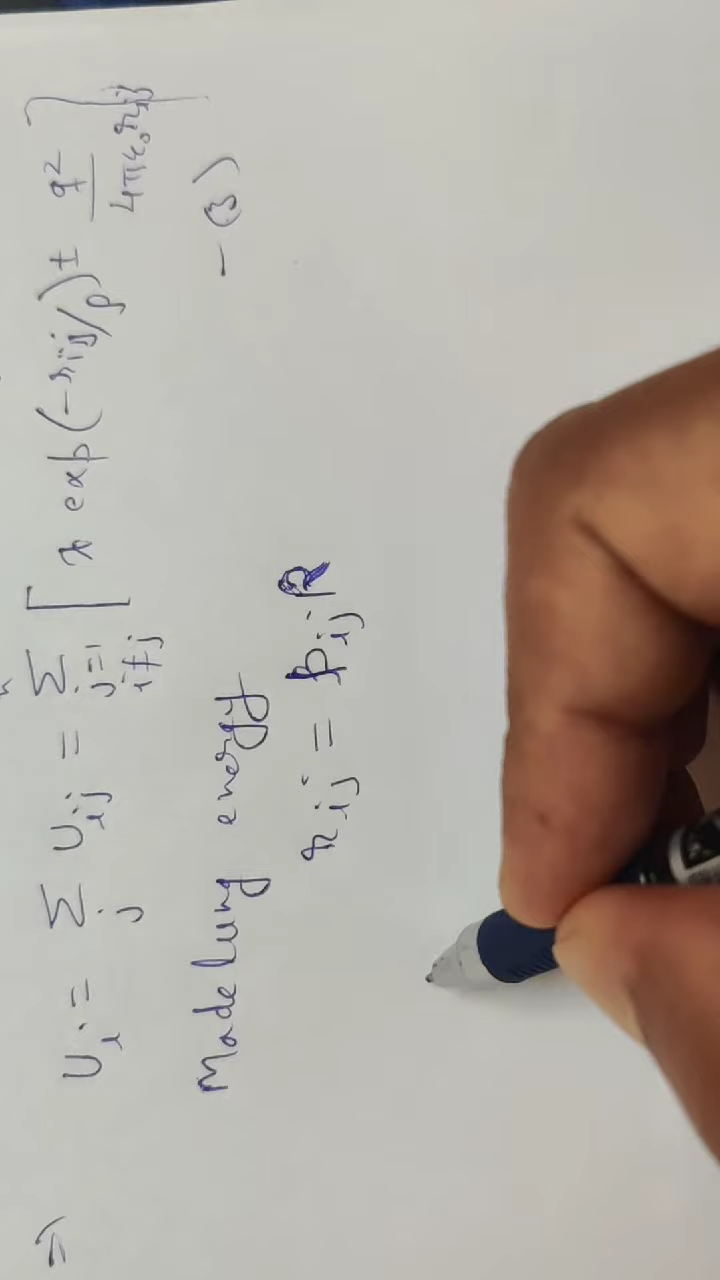 ⇒ U_i = Σ_j U_ij = Σ_{j=1, i≠j} [ λ exp(-r_ij/ρ) ± q²/4πε₀r_ij ] - (3)
Madelung energy
r_ij = p_ij R